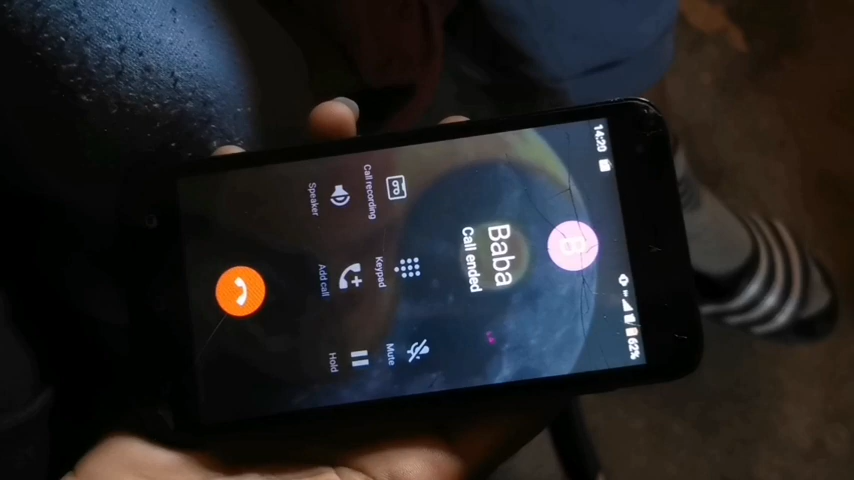 14:20
62%
B
Baba
Call ended
Call recording
Keypad
Mute
Speaker
Add call
Hold